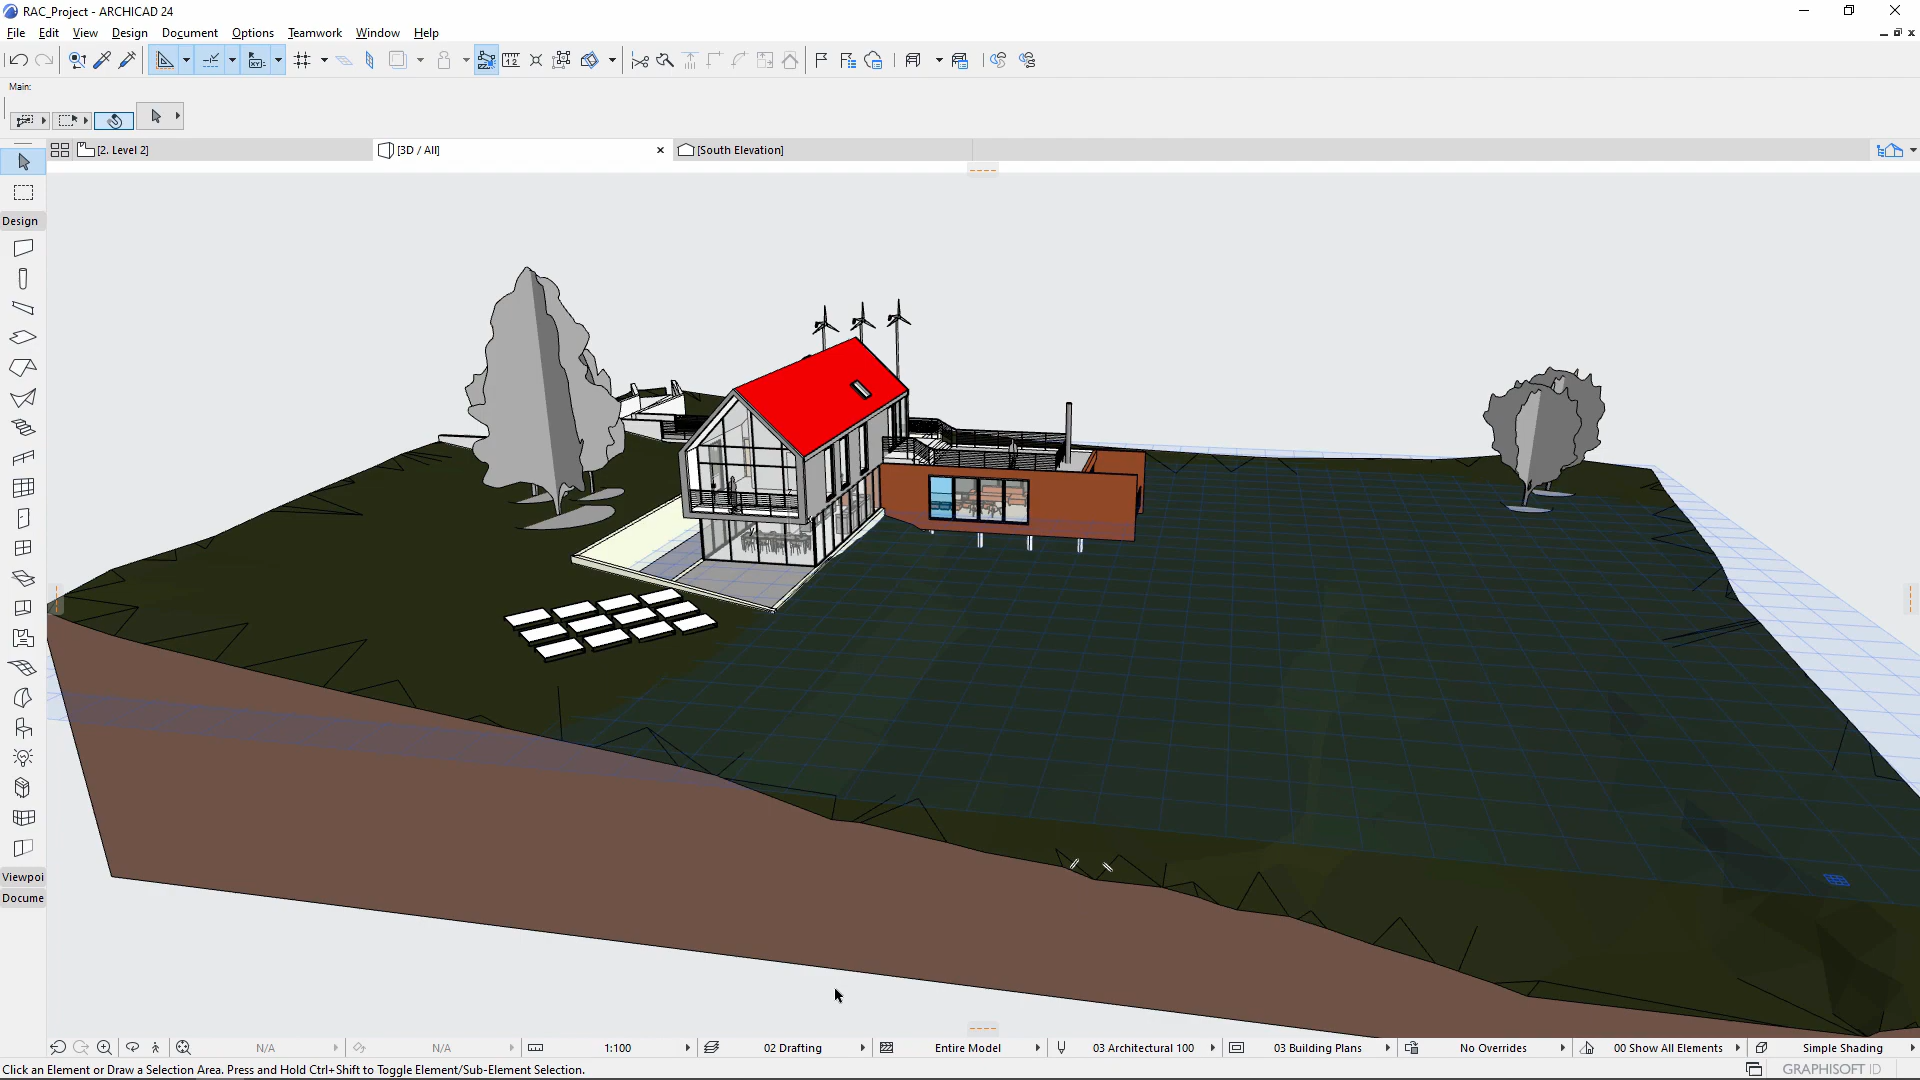 RAC_Project - ARCHICAD 24
File Edit View Design Document Options Teamwork Window Help
Main:
[2. Level 2]
[3D / All]
[South Elevation]
Design
Viewpoi
Docume
N/A N/A 1:100 02 Drafting Entire Model 03 Architectural 100 03 Building Plans No Overrides 00 Show All Elements Simple Shading
Click an Element or Draw a Selection Area. Press and Hold Ctrl+Shift to Toggle Element/Sub-Element Selection.
GRAPHISOFT ID